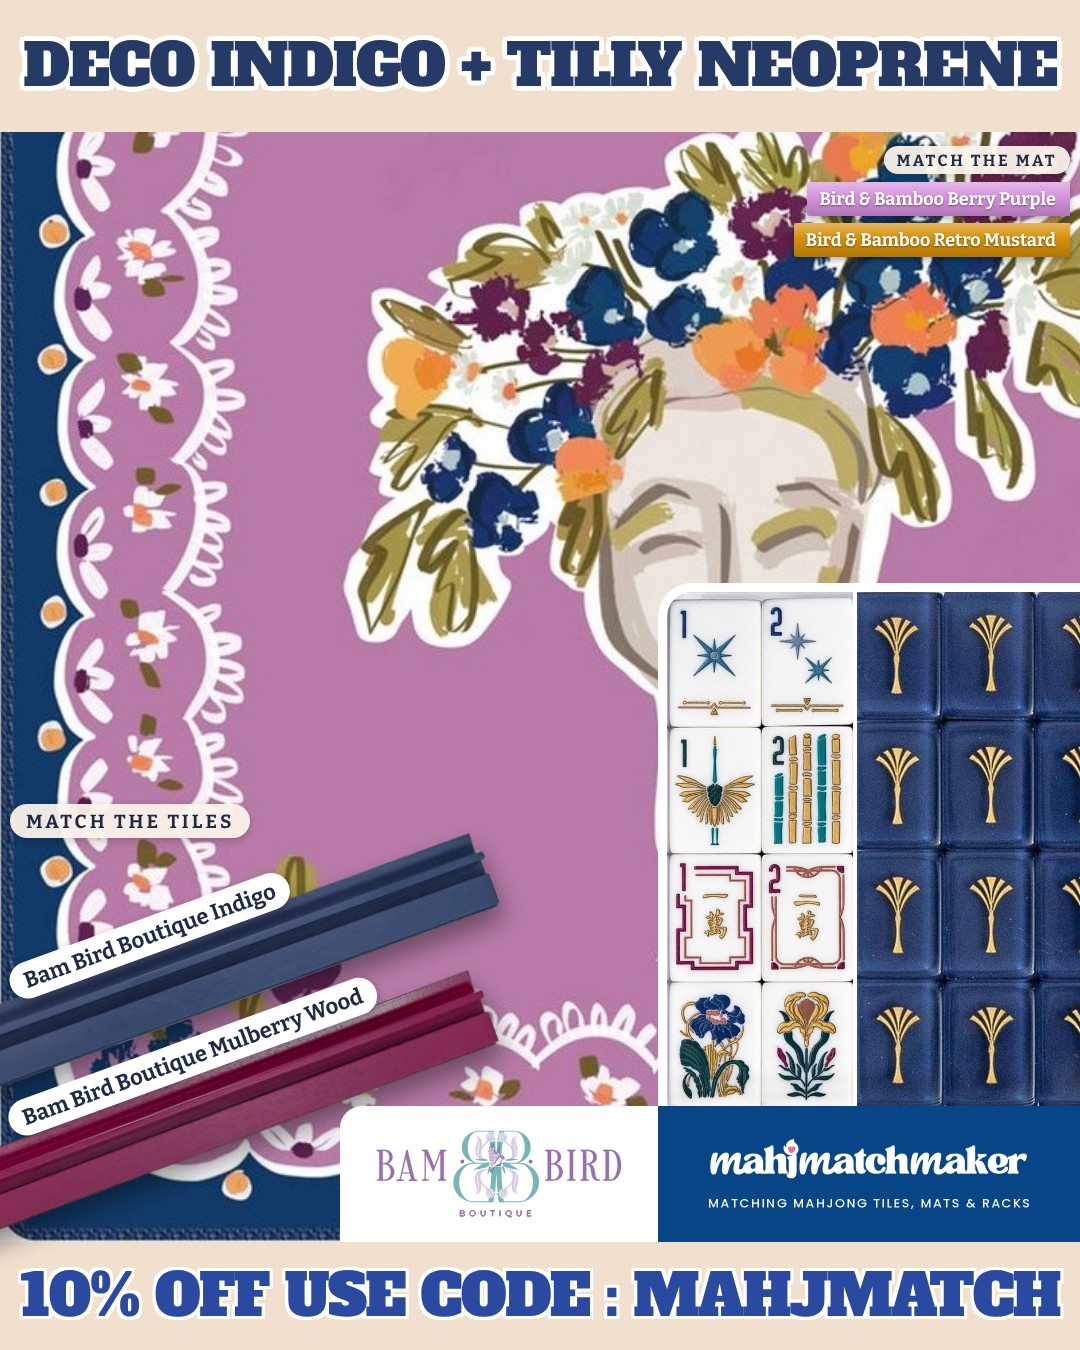 DECO INDIGO + TILLY NEOPRENE
MATCH THE MAT
Bird & Bamboo Berry Purple
Bird & Bamboo Retro Mustard
1 2
1 2
1 2
一 二
萬 萬
MATCH THE TILES
Bam Bird Boutique Indigo
Bam Bird Boutique Mulberry Wood
BAM BIRD
BOUTIQUE
mahjmatchmaker
MATCHING MAHJONG TILES, MATS & RACKS
10% OFF USE CODE : MAHJMATCH